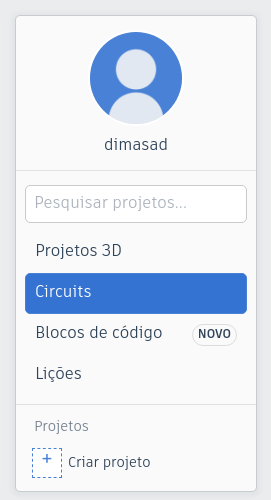 dimasad
Pesquisar projetos...
Projetos 3D
Circuits
Blocos de código NOVO
Lições
Projetos
+ Criar projeto